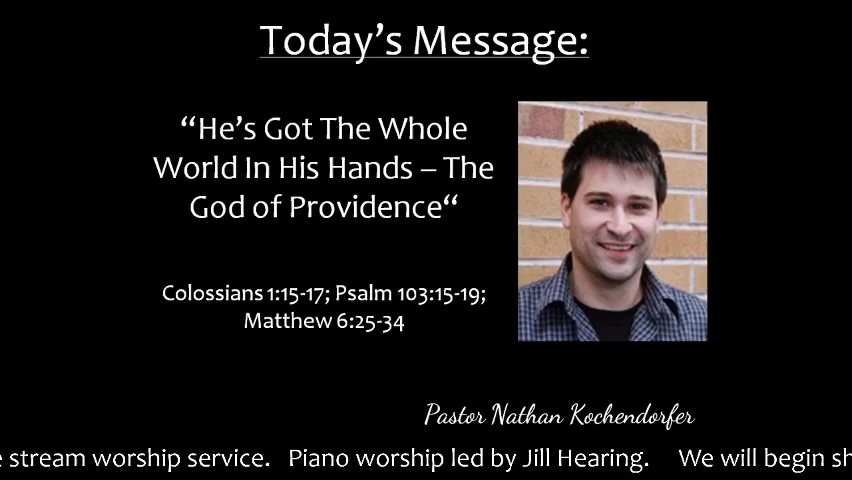 Today’s Message:
“He’s Got The Whole
World In His Hands – The
God of Providence“
Colossians 1:15-17; Psalm 103:15-19;
Matthew 6:25-34
Pastor Nathan Kochendorfer
stream worship service. Piano worship led by Jill Hearing. We will begin